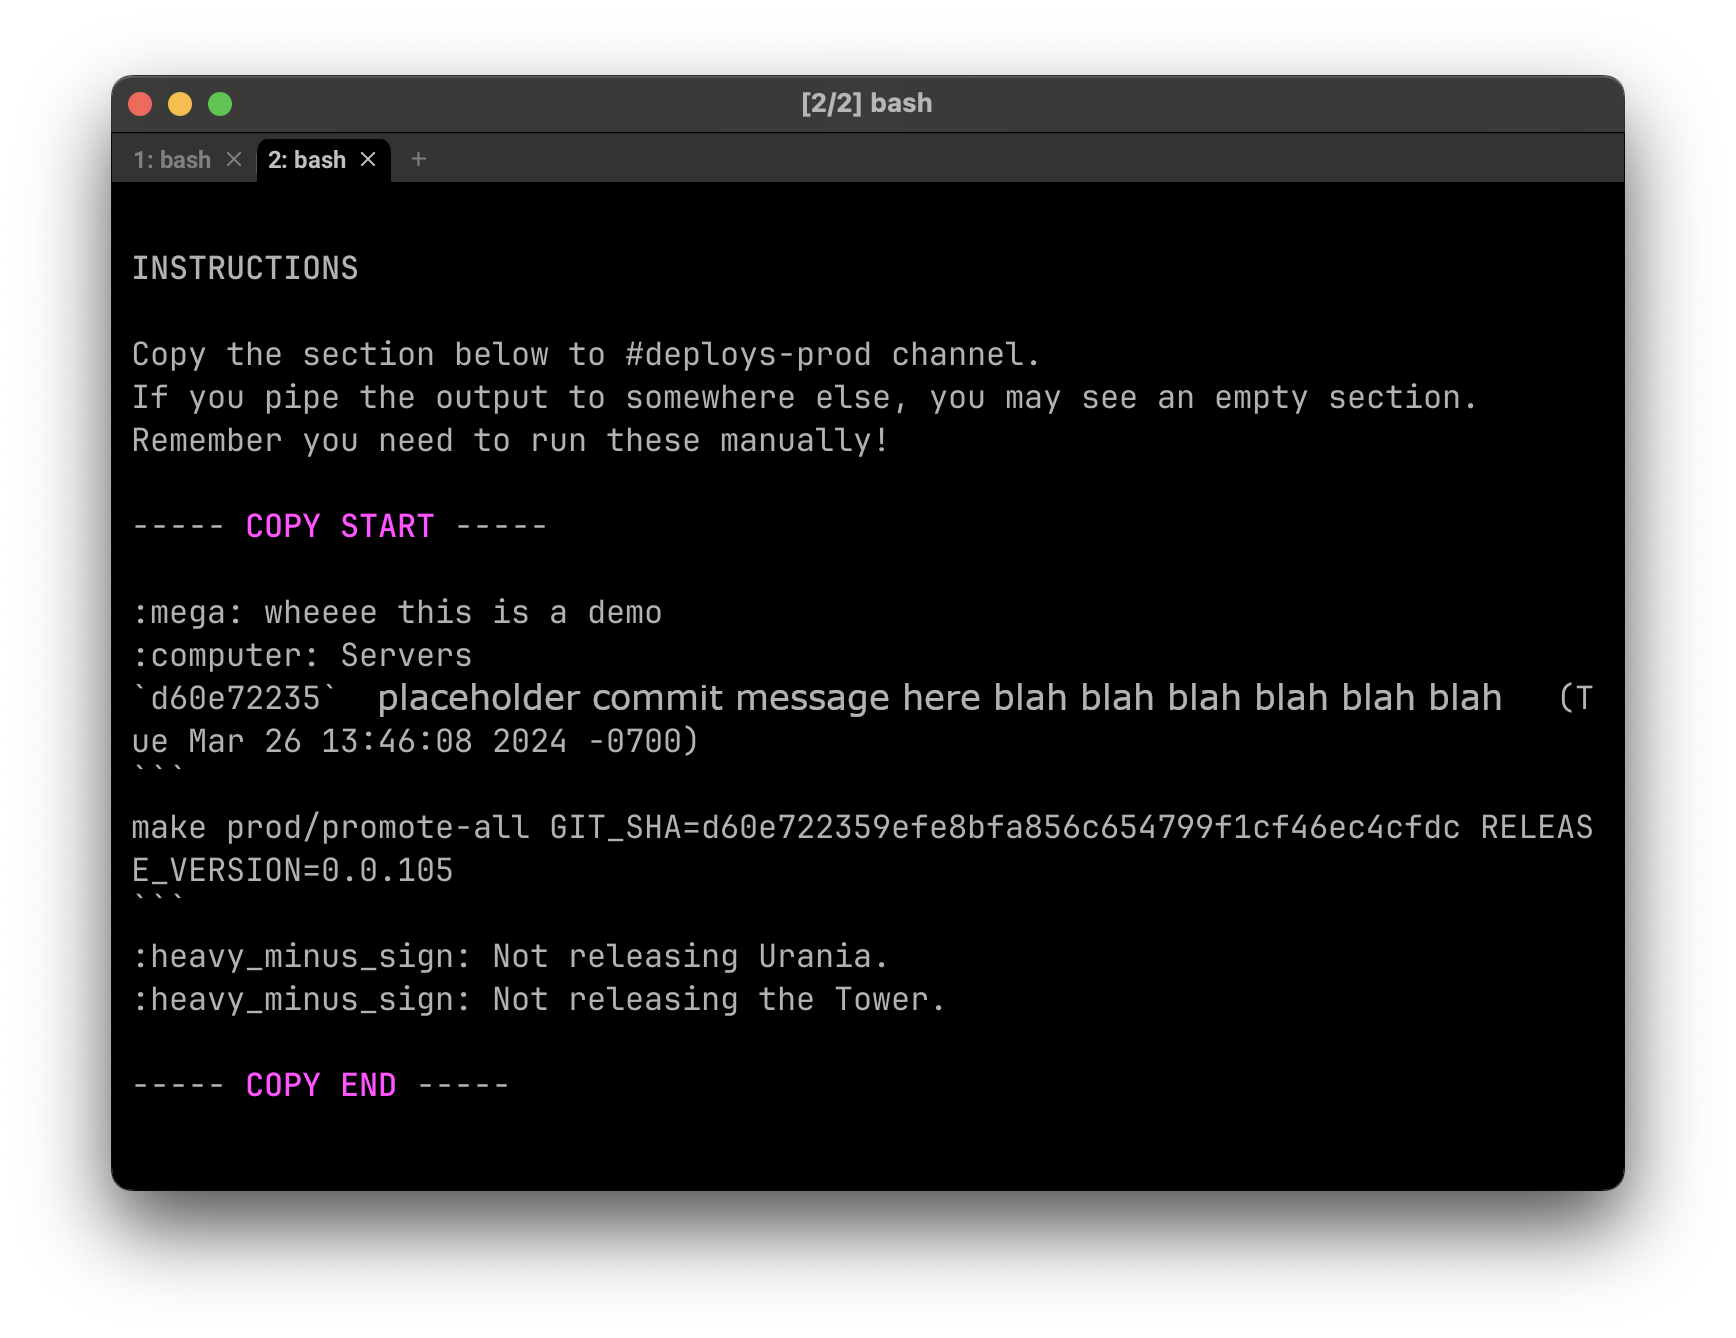 [2/2] bash
1: bash × 2: bash × +
INSTRUCTIONS
Copy the section below to #deploys-prod channel.
If you pipe the output to somewhere else, you may see an empty section.
Remember you need to run these manually!
----- COPY START -----
:mega: wheeee this is a demo
:computer: Servers
`d60e72235` placeholder commit message here blah blah blah blah blah blah (T
ue Mar 26 13:46:08 2024 -0700)
```
make prod/promote-all GIT_SHA=d60e722359efe8bfa856c654799f1cf46ec4cfdc RELEAS
E_VERSION=0.0.105
```
:heavy_minus_sign: Not releasing Urania.
:heavy_minus_sign: Not releasing the Tower.
----- COPY END -----